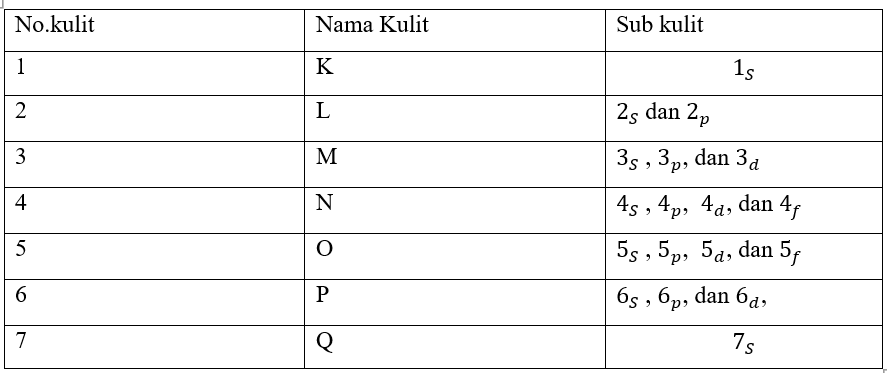 No.kulit Nama Kulit Sub kulit
1 K 1ₛ
2 L 2ₛ dan 2ₚ
3 M 3ₛ , 3ₚ, dan 3d
4 N 4ₛ , 4ₚ, 4d, dan 4f
5 O 5ₛ , 5ₚ, 5d, dan 5f
6 P 6ₛ , 6ₚ, dan 6d,
7 Q 7ₛ